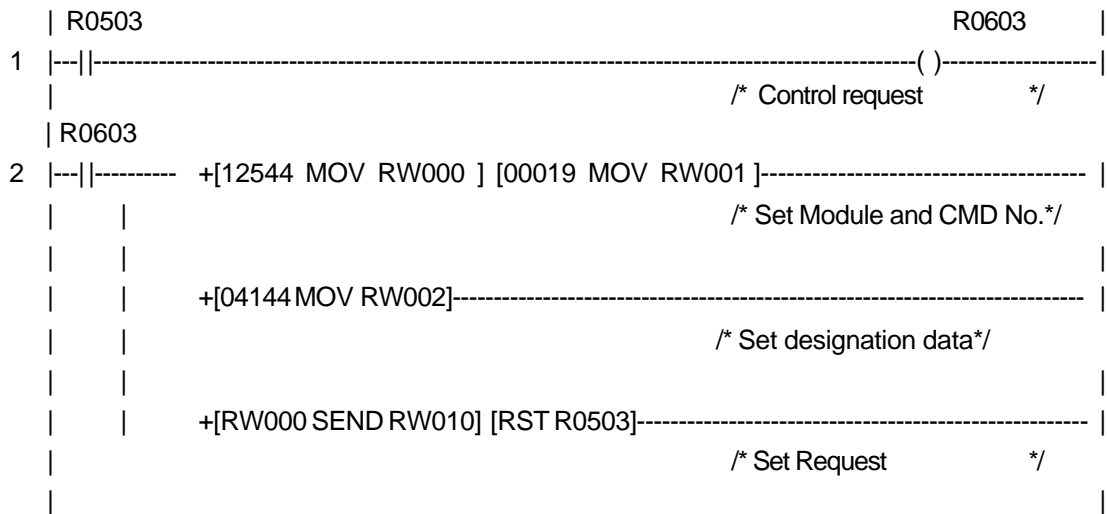 | R0503 R0603 |
1 |---| |----------------------------------------------------------------------------------------------------( )-------------------|
| /* Control request */
| R0603
2 |---| |---------- +[12544 MOV RW000 ] [00019 MOV RW001 ]-------------------------------------- |
| | /* Set Module and CMD No.*/
| | |
| | +[04144 MOV RW002]---------------------------------------------------------------------------- |
| | /* Set designation data*/
| | |
| | +[RW000 SEND RW010] [RST R0503]------------------------------------------------------- |
| /* Set Request */
| |